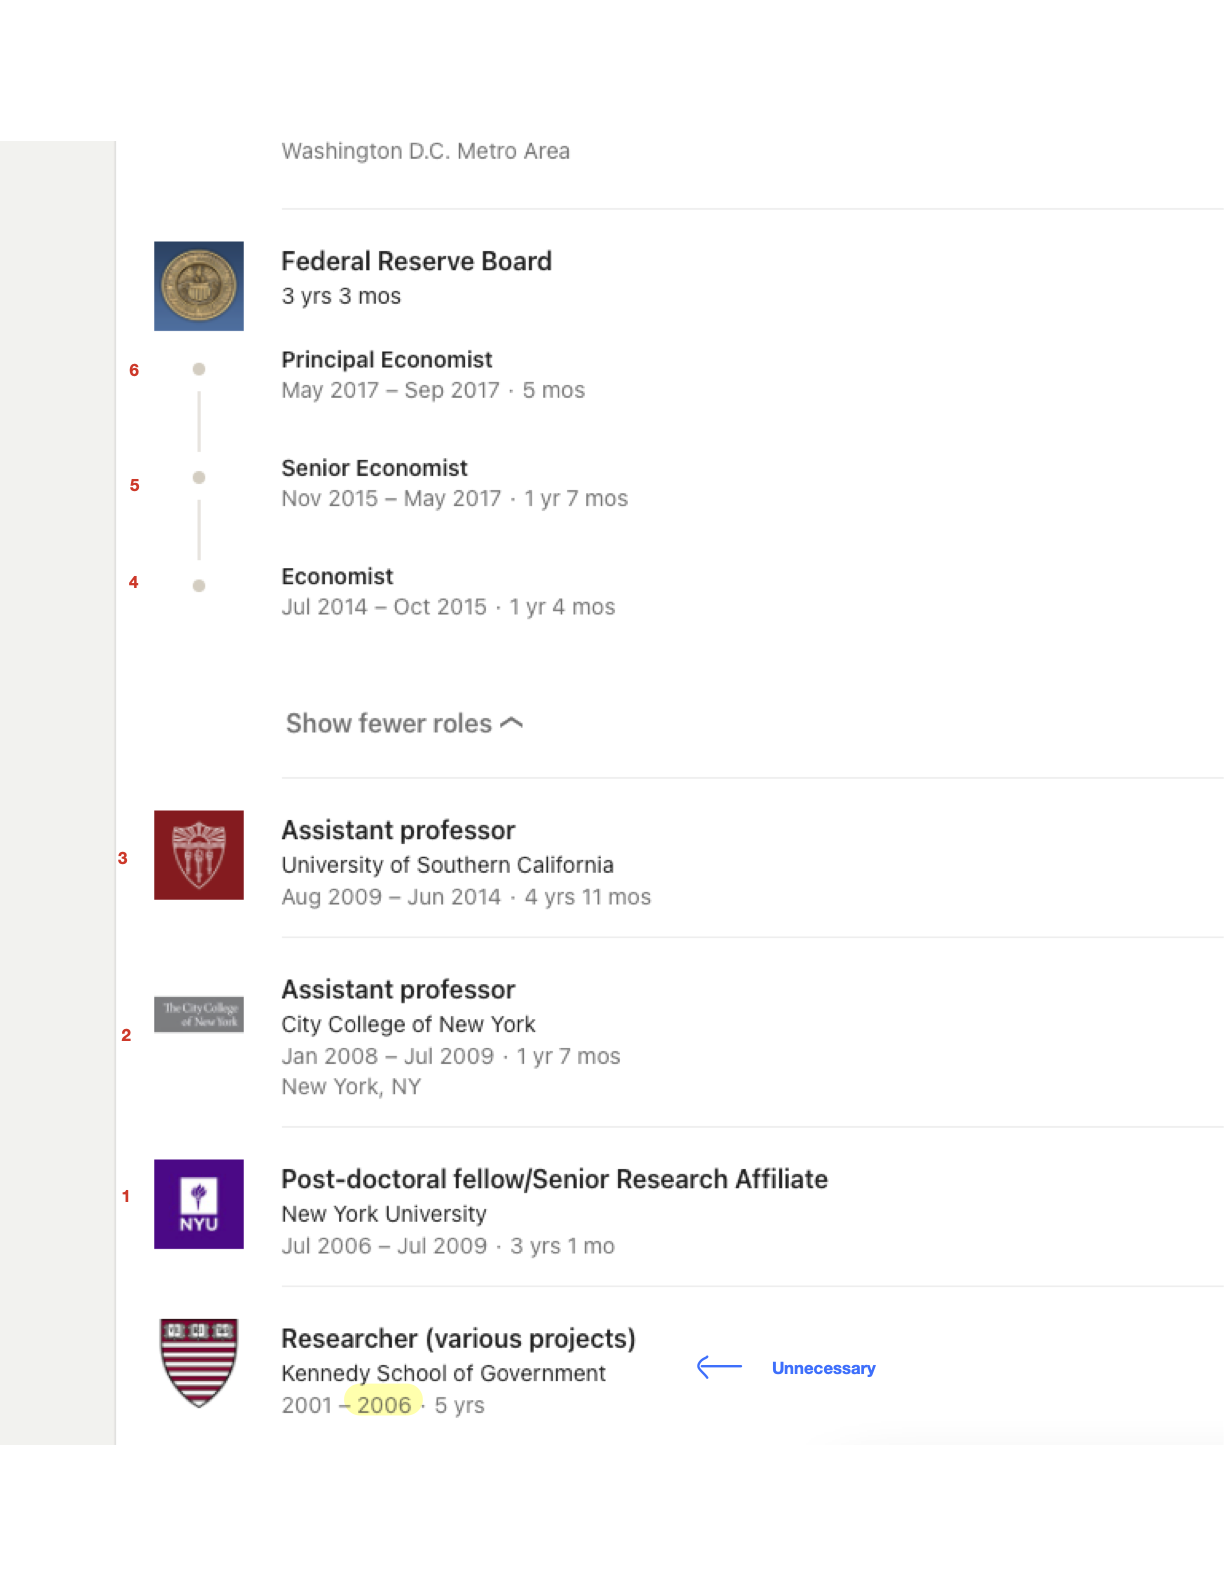 Washington D.C. Metro Area
Federal Reserve Board
3 yrs 3 mos
6
Principal Economist
May 2017 – Sep 2017 · 5 mos
5
Senior Economist
Nov 2015 – May 2017 · 1 yr 7 mos
4
Economist
Jul 2014 – Oct 2015 · 1 yr 4 mos
Show fewer roles
3
Assistant professor
University of Southern California
Aug 2009 – Jun 2014 · 4 yrs 11 mos
2
The City College
of New York
Assistant professor
City College of New York
Jan 2008 – Jul 2009 · 1 yr 7 mos
New York, NY
1
NYU
Post-doctoral fellow/Senior Research Affiliate
New York University
Jul 2006 – Jul 2009 · 3 yrs 1 mo
Researcher (various projects)
Kennedy School of Government
2001 – 2006 · 5 yrs
Unnecessary